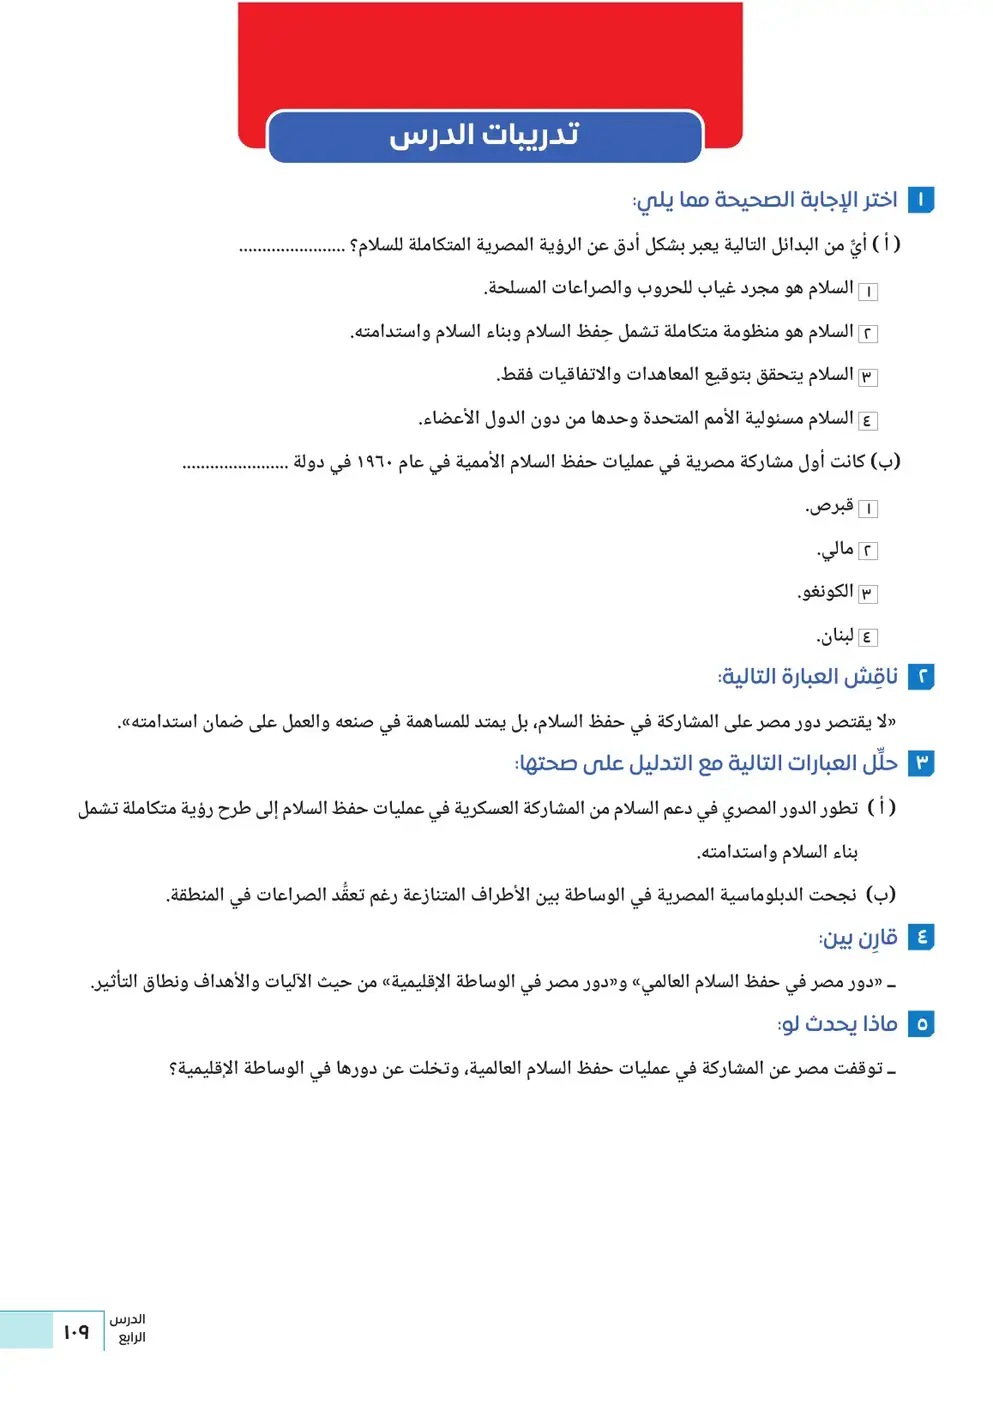 تدريبات الدرس
١ اختر الإجابة الصحيحة مما يلي:
( أ ) أيٌّ من البدائل التالية يعبر بشكل أدق عن الرؤية المصرية المتكاملة للسلام؟ .......................
١ السلام هو مجرد غياب للحروب والصراعات المسلحة.
٢ السلام هو منظومة متكاملة تشمل حِفظ السلام وبناء السلام واستدامته.
٣ السلام يتحقق بتوقيع المعاهدات والاتفاقيات فقط.
٤ السلام مسئولية الأمم المتحدة وحدها من دون الدول الأعضاء.
(ب) كانت أول مشاركة مصرية في عمليات حفظ السلام الأممية في عام ١٩٦٠ في دولة .......................
١ قبرص.
٢ مالي.
٣ الكونغو.
٤ لبنان.
٢ ناقِش العبارة التالية:
«لا يقتصر دور مصر على المشاركة في حفظ السلام، بل يمتد للمساهمة في صنعه والعمل على ضمان استدامته».
٣ حلِّل العبارات التالية مع التدليل على صحتها:
( أ ) تطور الدور المصري في دعم السلام من المشاركة العسكرية في عمليات حفظ السلام إلى طرح رؤية متكاملة تشمل
بناء السلام واستدامته.
(ب) نجحت الدبلوماسية المصرية في الوساطة بين الأطراف المتنازعة رغم تعقُّد الصراعات في المنطقة.
٤ قارِن بين:
ــ «دور مصر في حفظ السلام العالمي» و«دور مصر في الوساطة الإقليمية» من حيث الآليات والأهداف ونطاق التأثير.
٥ ماذا يحدث لو:
ــ توقفت مصر عن المشاركة في عمليات حفظ السلام العالمية، وتخلت عن دورها في الوساطة الإقليمية؟
الدرس
الرابع
١٠٩